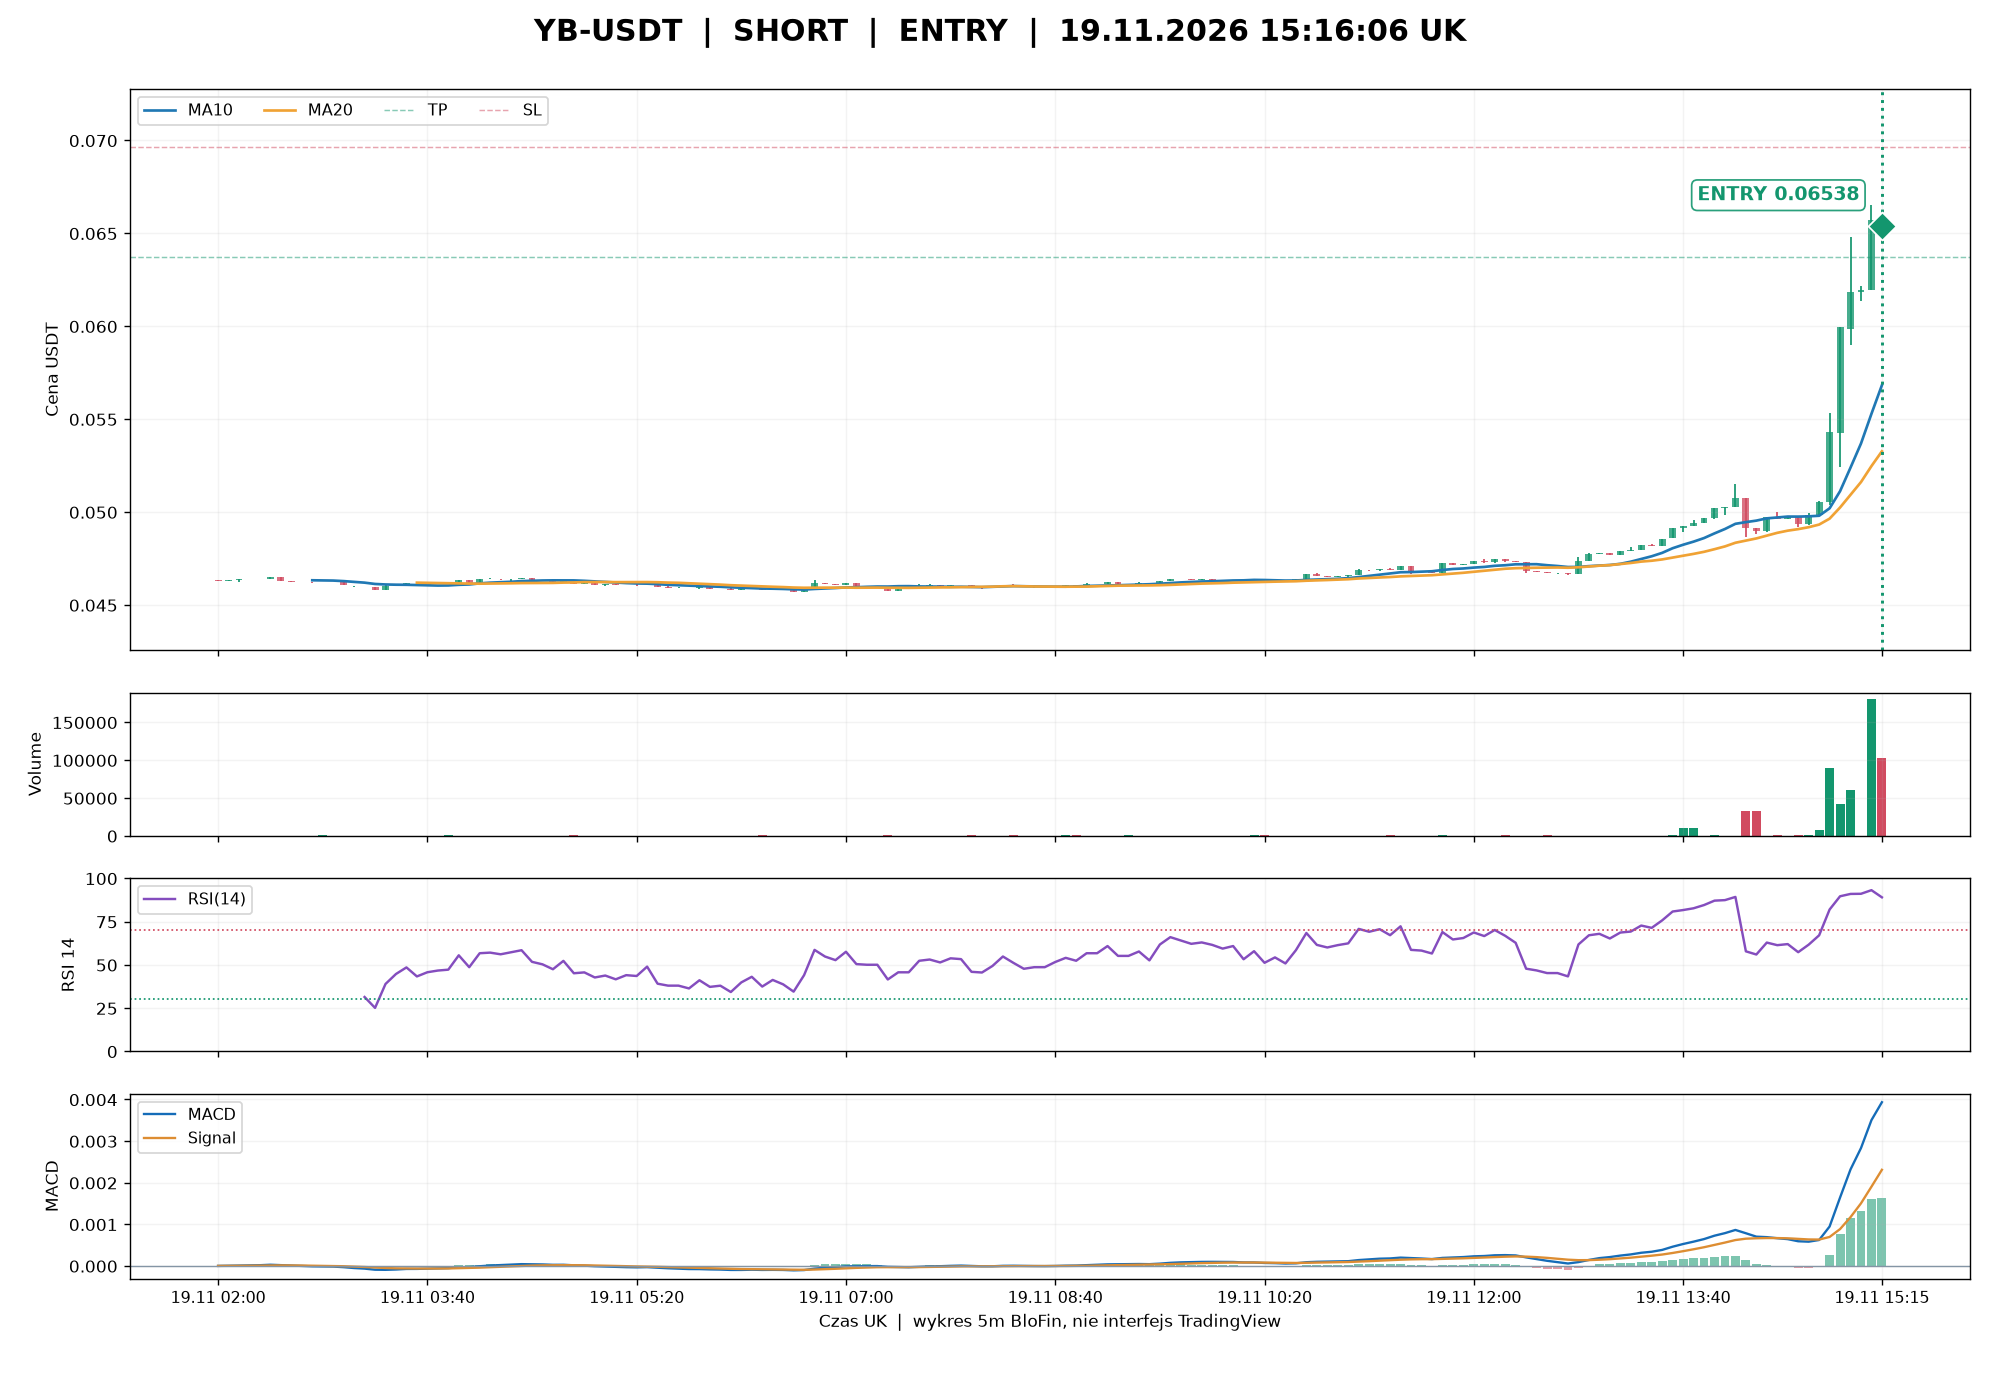 YB-USDT | SHORT | ENTRY | 19.11.2026 15:16:06 UK
MA10 MA20 TP SL
0.070
ENTRY 0.06538
0.065
0.060
Cena USDT
0.055
0.050
0.045
Volume
150000
100000
50000
0
RSI(14)
RSI 14
100
75
50
25
0
MACD
Signal
MACD
0.004
0.003
0.002
0.001
0.000
19.11 02:00 19.11 03:40 19.11 05:20 19.11 07:00 19.11 08:40 19.11 10:20 19.11 12:00 19.11 13:40 19.11 15:15
Czas UK | wykres 5m BloFin, nie interfejs TradingView